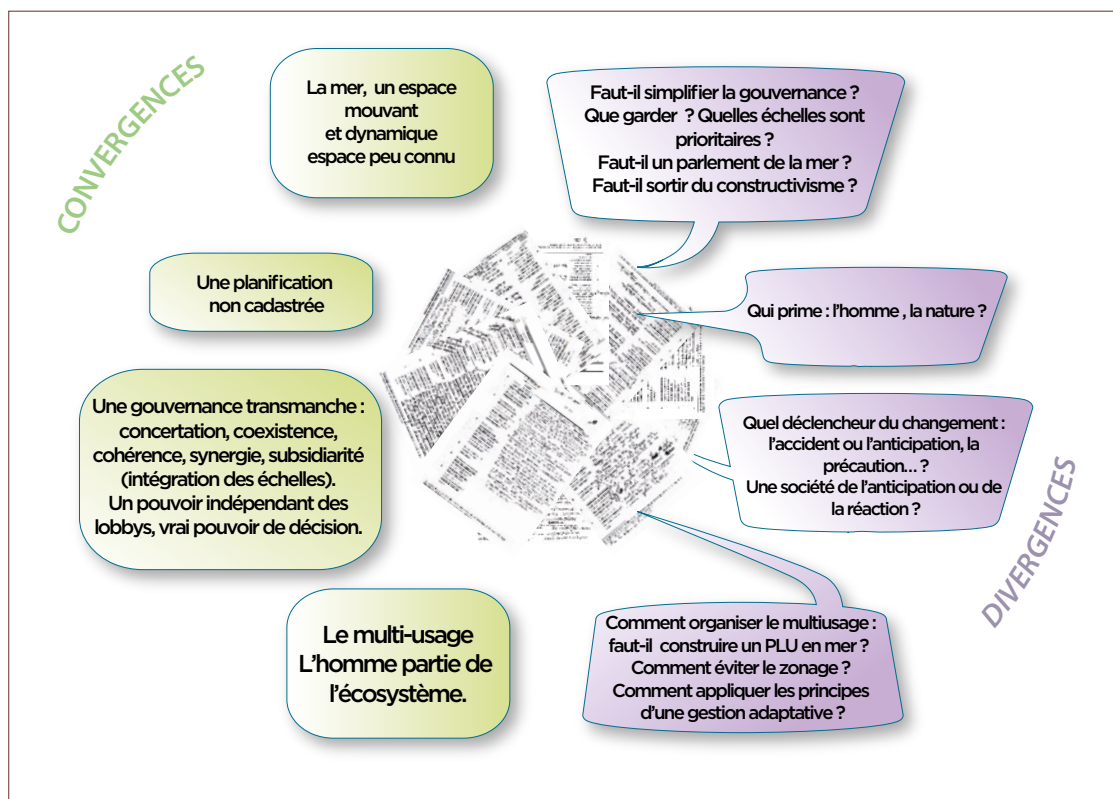 CONVERGENCES
La mer, un espace
mouvant
et dynamique
espace peu connu
Une planification
non cadastrée
Une gouvernance transmanche :
concertation, coexistence,
cohérence, synergie, subsidiarité
(intégration des échelles).
Un pouvoir indépendant des
lobbys, vrai pouvoir de décision.
Le multi-usage
L'homme partie de
l'écosystème.
Faut-il simplifier la gouvernance ?
Que garder ? Quelles échelles sont
prioritaires ?
Faut-il un parlement de la mer ?
Faut-il sortir du constructivisme ?
Qui prime : l'homme , la nature ?
Quel déclencheur du changement :
l'accident ou l'anticipation, la
précaution... ?
Une société de l'anticipation ou de
la réaction ?
Comment organiser le multiusage :
faut-il construire un PLU en mer ?
Comment éviter le zonage ?
Comment appliquer les principes
d'une gestion adaptative ?
DIVERGENCES